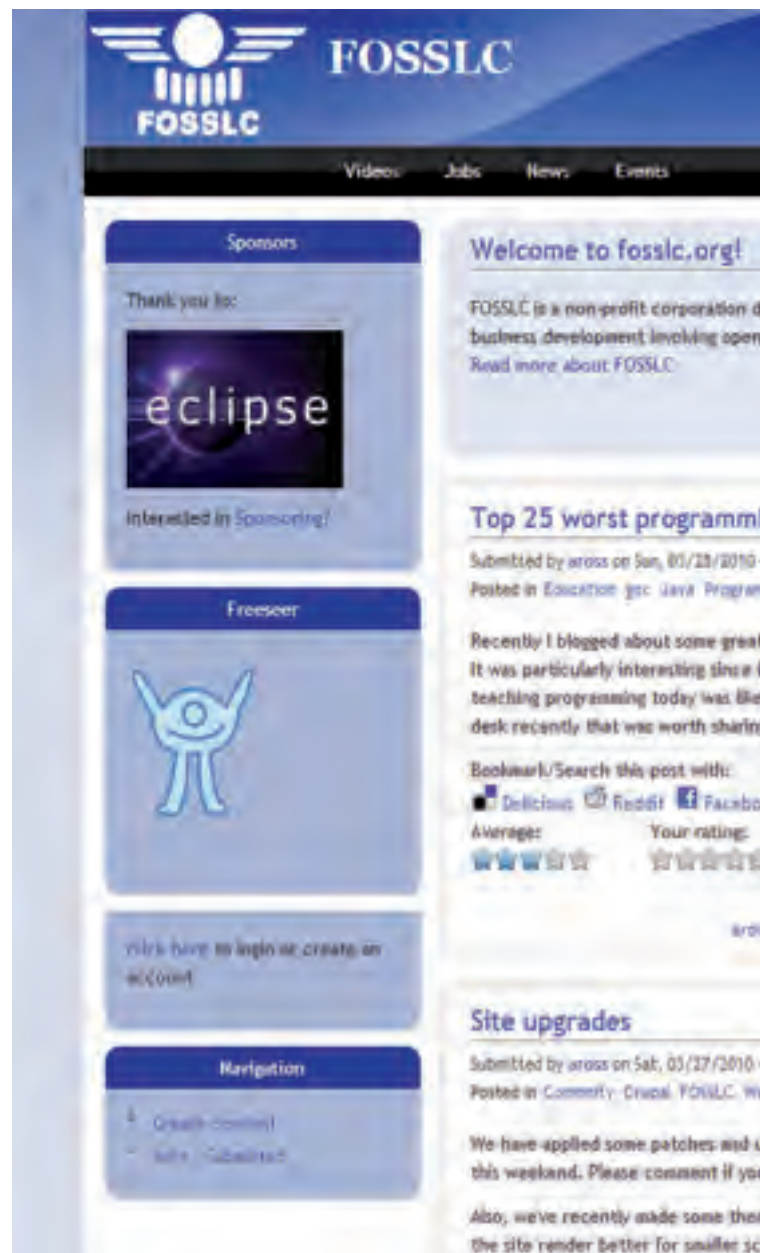 FOSSLC
FOSSLC
Videos Jobs News Events
Sponsors
Thank you to:
eclipse
Interested in Sponsoring?
Freeseer
click here to login or create an
account
Navigation
Create content
Welcome to fosslc.org!
FOSSLC is a non-profit corporation d
business development involving open
Read more about FOSSLC
Top 25 worst programmi
Submitted by aross on Sun, 03/28/2010
Posted in Education gsc Java Program
Recently I blogged about some great
It was particularly interesting since
teaching programming today was like
desk recently that was worth sharing
Bookmark/Search this post with:
Delicious Reddit Facebo
Average: Your rating:
Site upgrades
Submitted by aross on Sat, 03/27/2010
Posted in Drupal FOSSLC
We have applied some patches and u
this weekend. Please comment if you
Also, we've recently made some them
the site render better for smaller sc